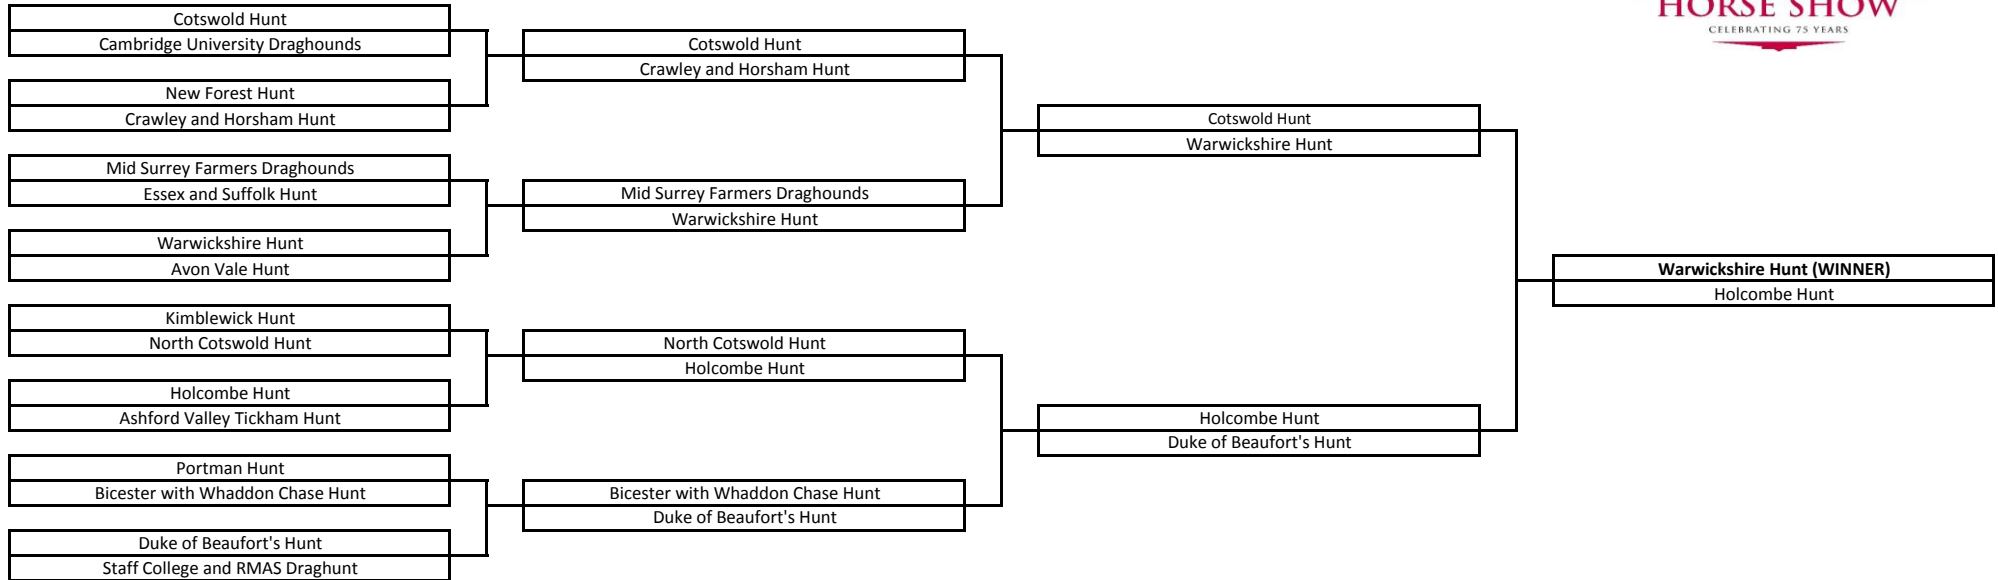 HORSE SHOW
CELEBRATING 75 YEARS
Cotswold Hunt
Cambridge University Draghounds
New Forest Hunt
Crawley and Horsham Hunt
Mid Surrey Farmers Draghounds
Essex and Suffolk Hunt
Warwickshire Hunt
Avon Vale Hunt
Kimblewick Hunt
North Cotswold Hunt
Holcombe Hunt
Ashford Valley Tickham Hunt
Portman Hunt
Bicester with Whaddon Chase Hunt
Duke of Beaufort's Hunt
Staff College and RMAS Draghunt
Cotswold Hunt
Crawley and Horsham Hunt
Mid Surrey Farmers Draghounds
Warwickshire Hunt
North Cotswold Hunt
Holcombe Hunt
Bicester with Whaddon Chase Hunt
Duke of Beaufort's Hunt
Cotswold Hunt
Warwickshire Hunt
Holcombe Hunt
Duke of Beaufort's Hunt
Warwickshire Hunt (WINNER)
Holcombe Hunt